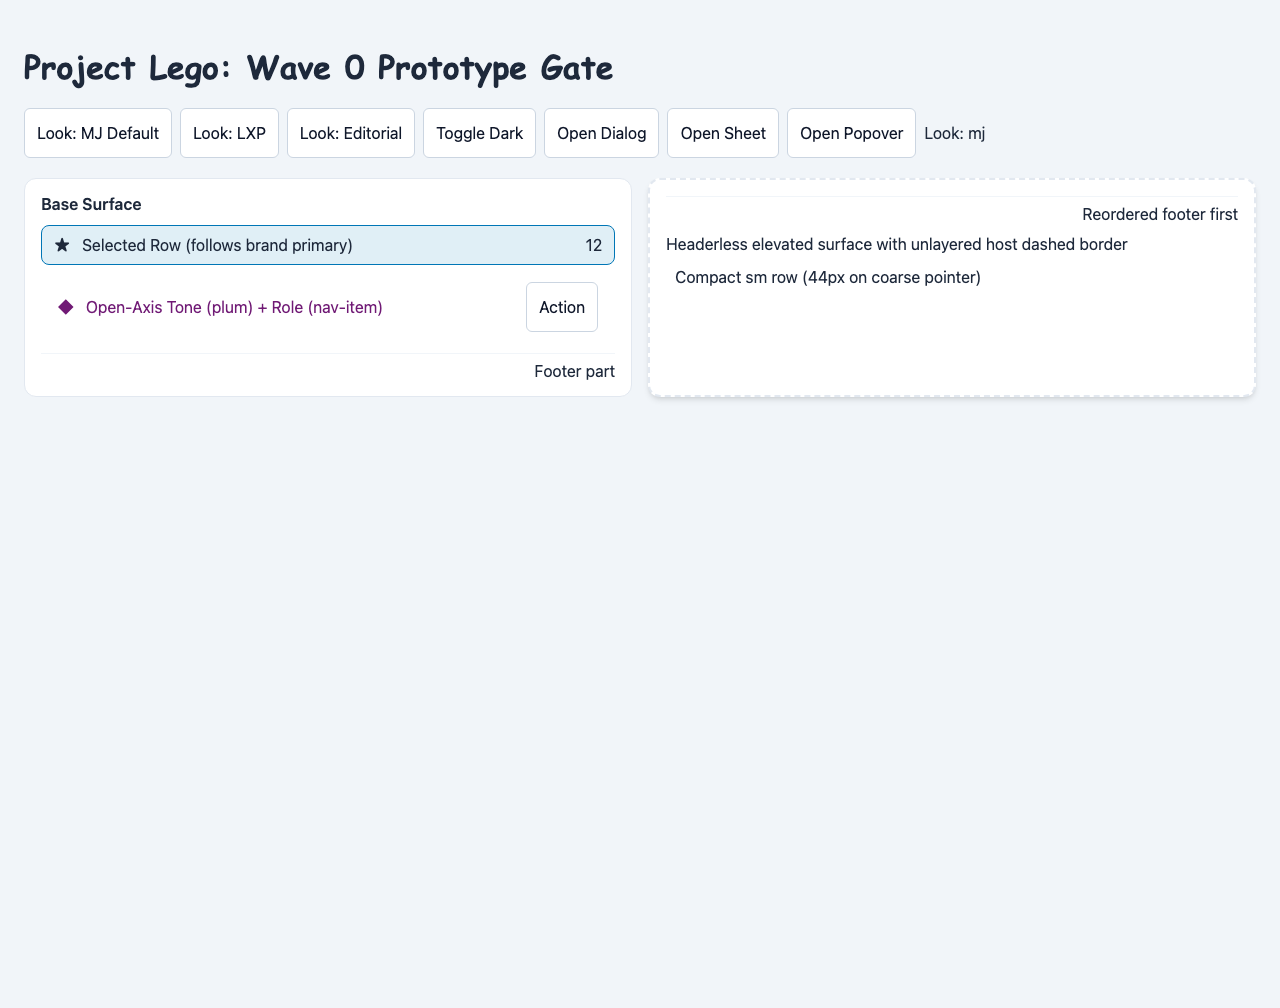 Project Lego: Wave 0 Prototype Gate
Look: MJ Default Look: LXP Look: Editorial Toggle Dark Open Dialog Open Sheet Open Popover Look: mj
Base Surface
Selected Row (follows brand primary) 12
Open-Axis Tone (plum) + Role (nav-item) Action
Footer part
Reordered footer first
Headerless elevated surface with unlayered host dashed border
Compact sm row (44px on coarse pointer)